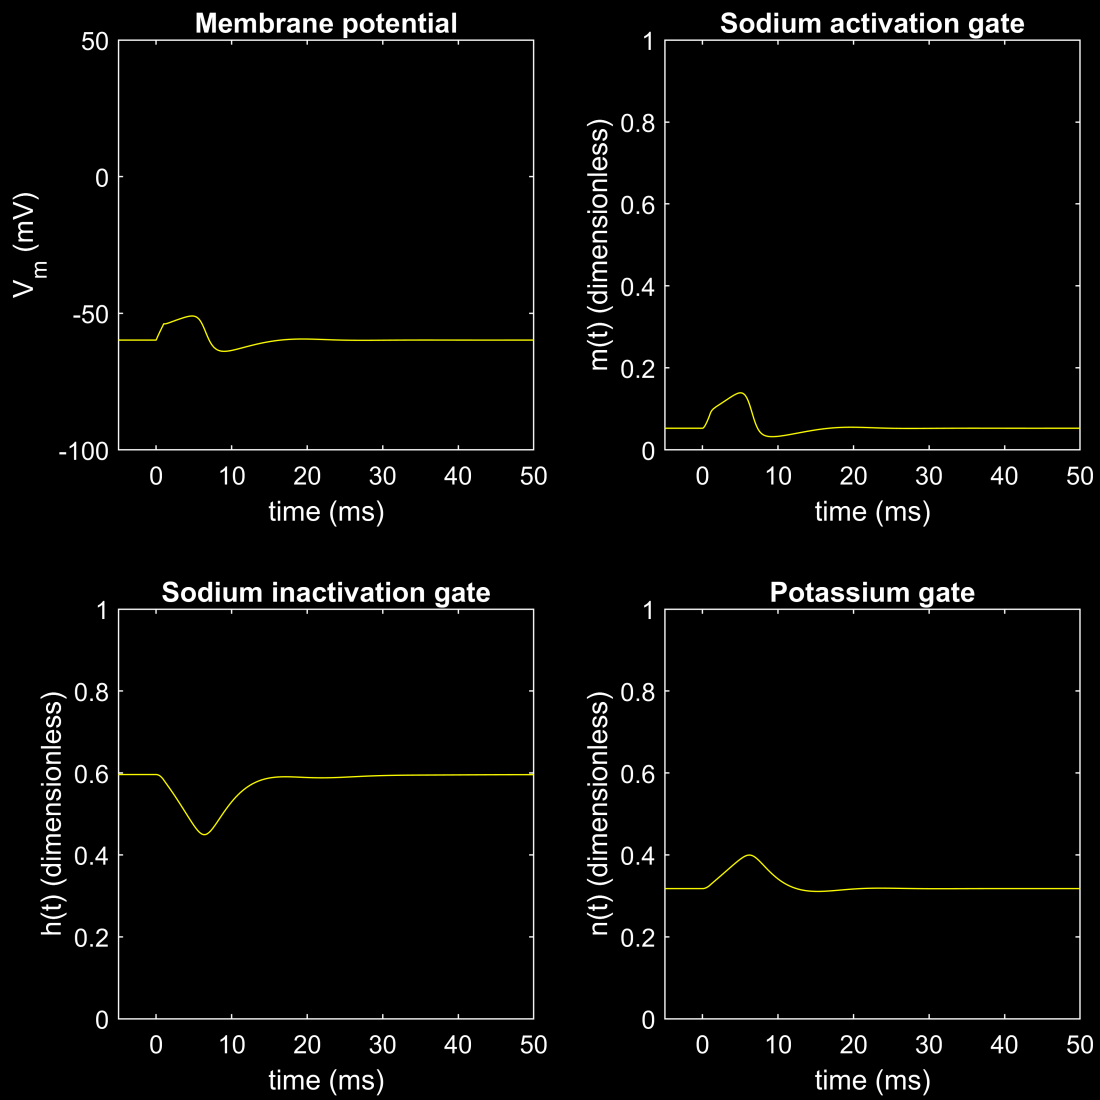 Membrane potential
50
0
-50
-100
V_m (mV)
0 10 20 30 40 50
time (ms)
Sodium activation gate
1
0.8
0.6
0.4
0.2
0
m(t) (dimensionless)
0 10 20 30 40 50
time (ms)
Sodium inactivation gate
1
0.8
0.6
0.4
0.2
0
h(t) (dimensionless)
0 10 20 30 40 50
time (ms)
Potassium gate
1
0.8
0.6
0.4
0.2
0
n(t) (dimensionless)
0 10 20 30 40 50
time (ms)